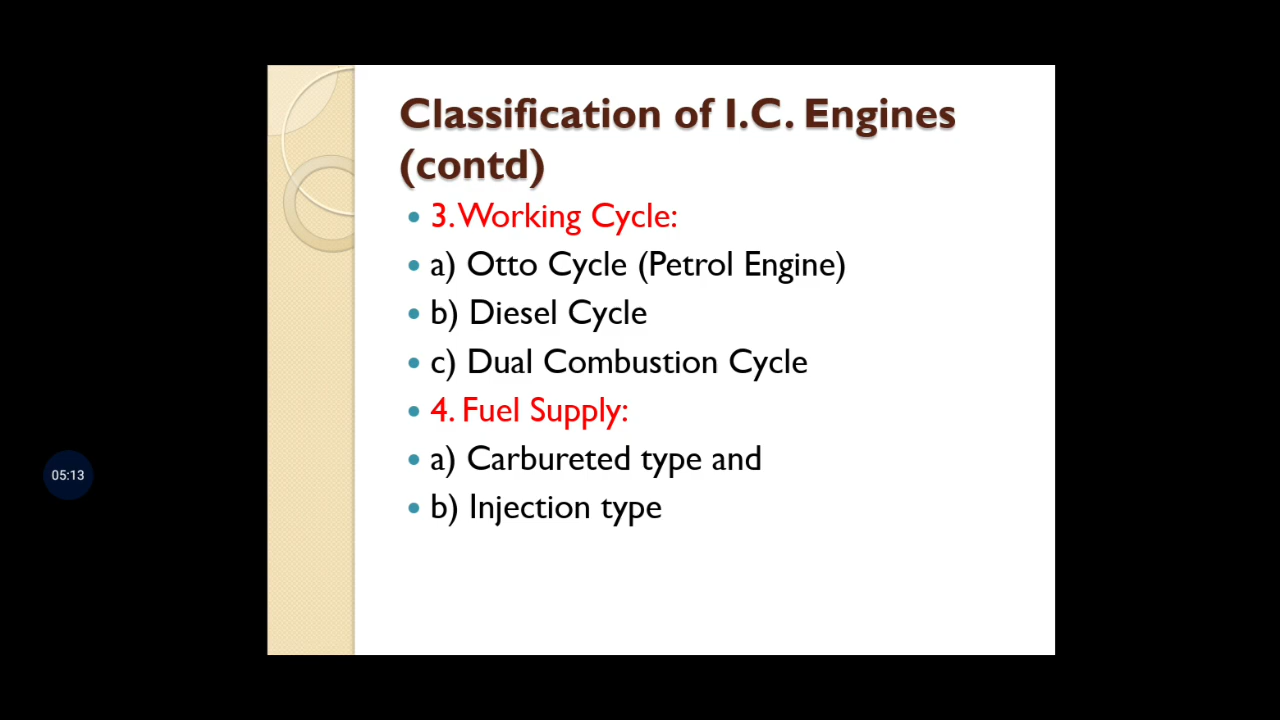 Classification of I.C. Engines
(contd)
• 3. Working Cycle:
• a) Otto Cycle (Petrol Engine)
• b) Diesel Cycle
• c) Dual Combustion Cycle
• 4. Fuel Supply:
• a) Carbureted type and
• b) Injection type
05:13